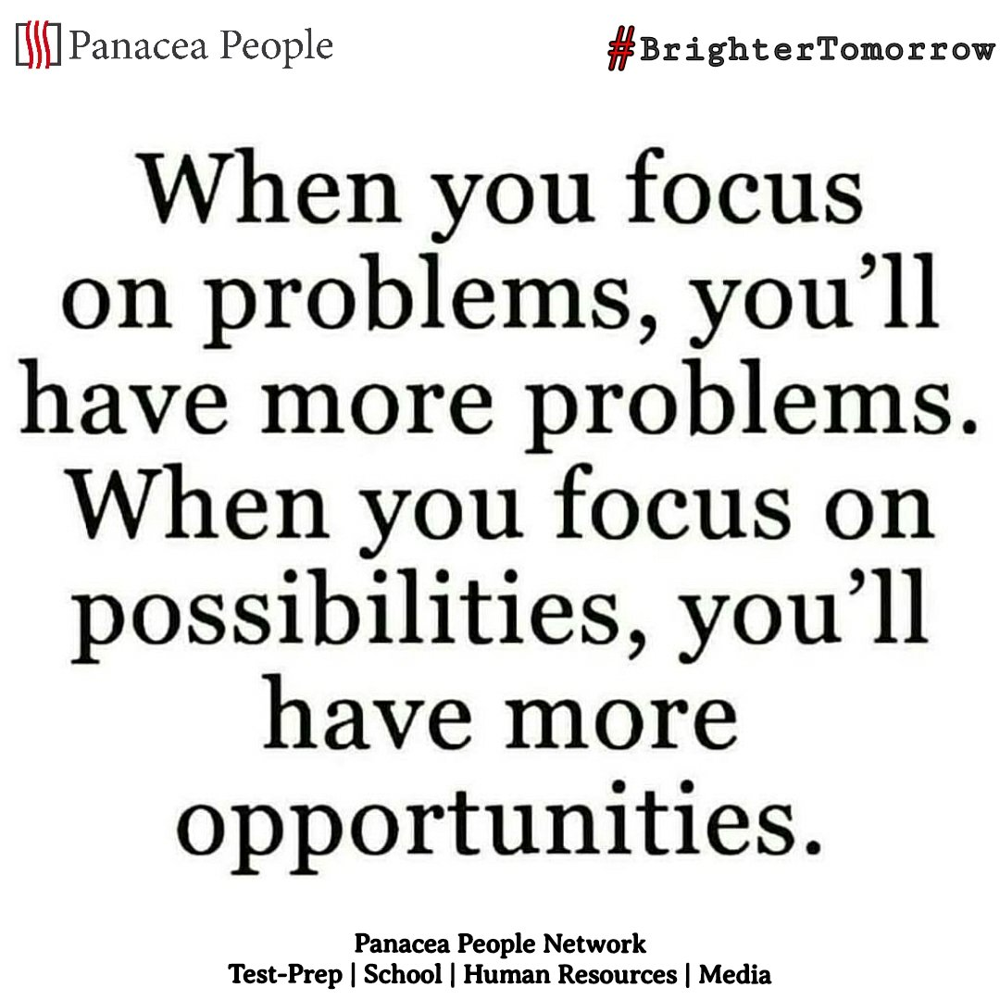 Panacea People
#BrighterTomorrow
When you focus
on problems, you’ll
have more problems.
When you focus on
possibilities, you’ll
have more
opportunities.
Panacea People Network
Test-Prep | School | Human Resources | Media